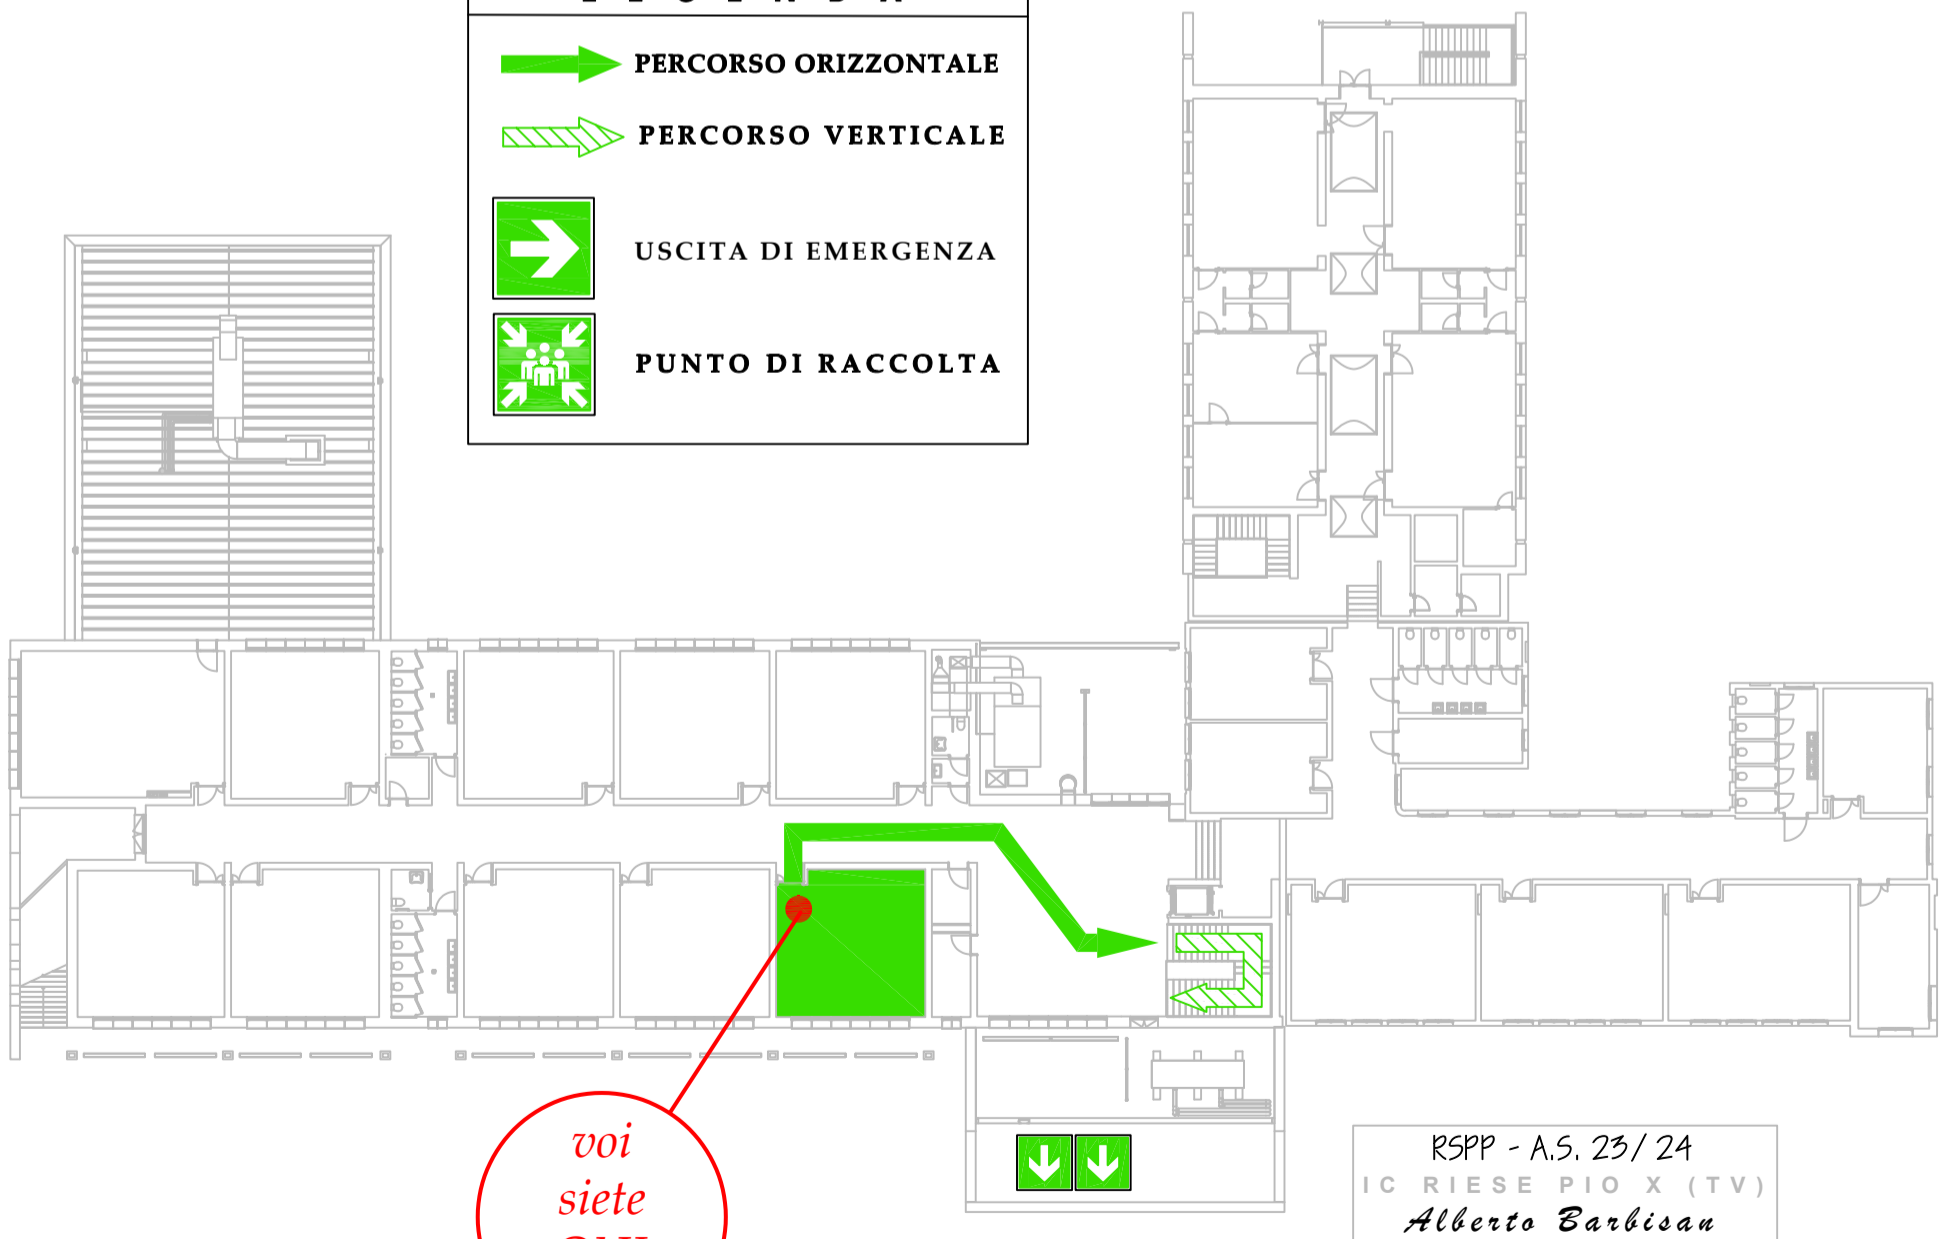 PERCORSO ORIZZONTALE
PERCORSO VERTICALE
USCITA DI EMERGENZA
PUNTO DI RACCOLTA
voi
siete
RSPP - A.S. 23/24
IC RIESE PIO X (TV)
Alberto Barbisan